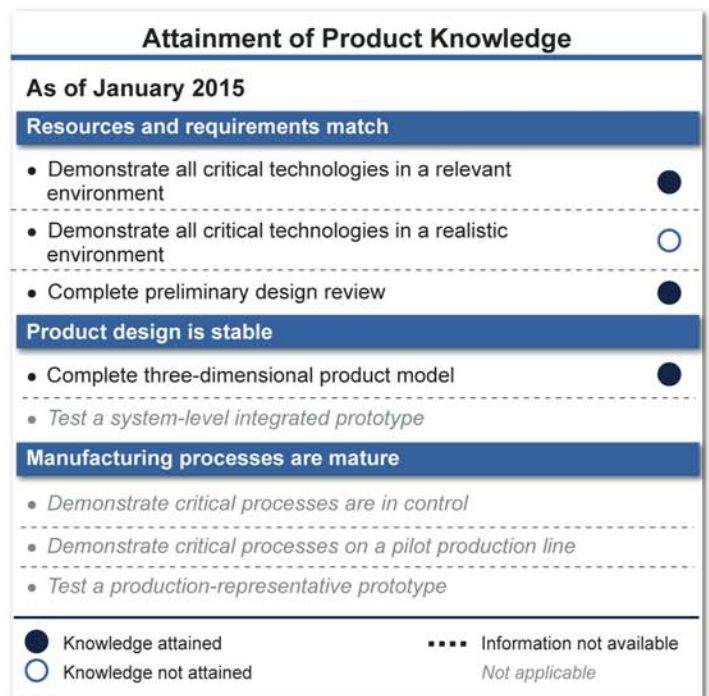 Attainment of Product Knowledge
As of January 2015
Resources and requirements match
• Demonstrate all critical technologies in a relevant
environment
• Demonstrate all critical technologies in a realistic
environment
• Complete preliminary design review
Product design is stable
• Complete three-dimensional product model
• Test a system-level integrated prototype
Manufacturing processes are mature
• Demonstrate critical processes are in control
• Demonstrate critical processes on a pilot production line
• Test a production-representative prototype
Knowledge attained
Information not available
Knowledge not attained
Not applicable